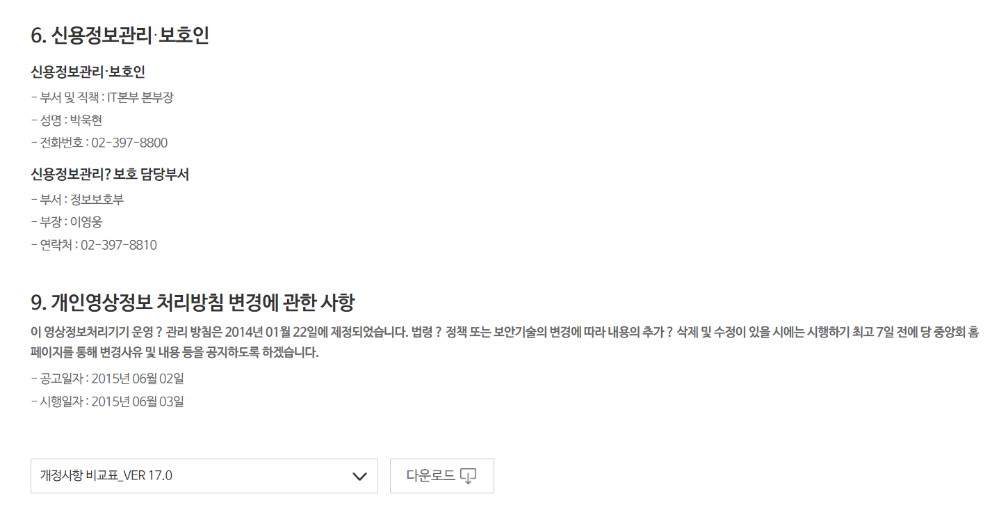 6. 신용정보관리·보호인
신용정보관리·보호인
- 부서 및 직책 : IT본부 본부장
- 성명 : 박욱현
- 전화번호 : 02-397-8800
신용정보관리? 보호 담당부서
- 부서 : 정보보호부
- 부장 : 이영웅
- 연락처 : 02-397-8810
9. 개인영상정보 처리방침 변경에 관한 사항
이 영상정보처리기기 운영 ? 관리 방침은 2014년 01월 22일에 제정되었습니다. 법령 ? 정책 또는 보안기술의 변경에 따라 내용의 추가 ? 삭제 및 수정이 있을 시에는 시행하기 최고 7일 전에 당 중앙회 홈
페이지를 통해 변경사유 및 내용 등을 공지하도록 하겠습니다.
- 공고일자 : 2015년 06월 02일
- 시행일자 : 2015년 06월 03일
개정사항 비교표_VER 17.0
다운로드